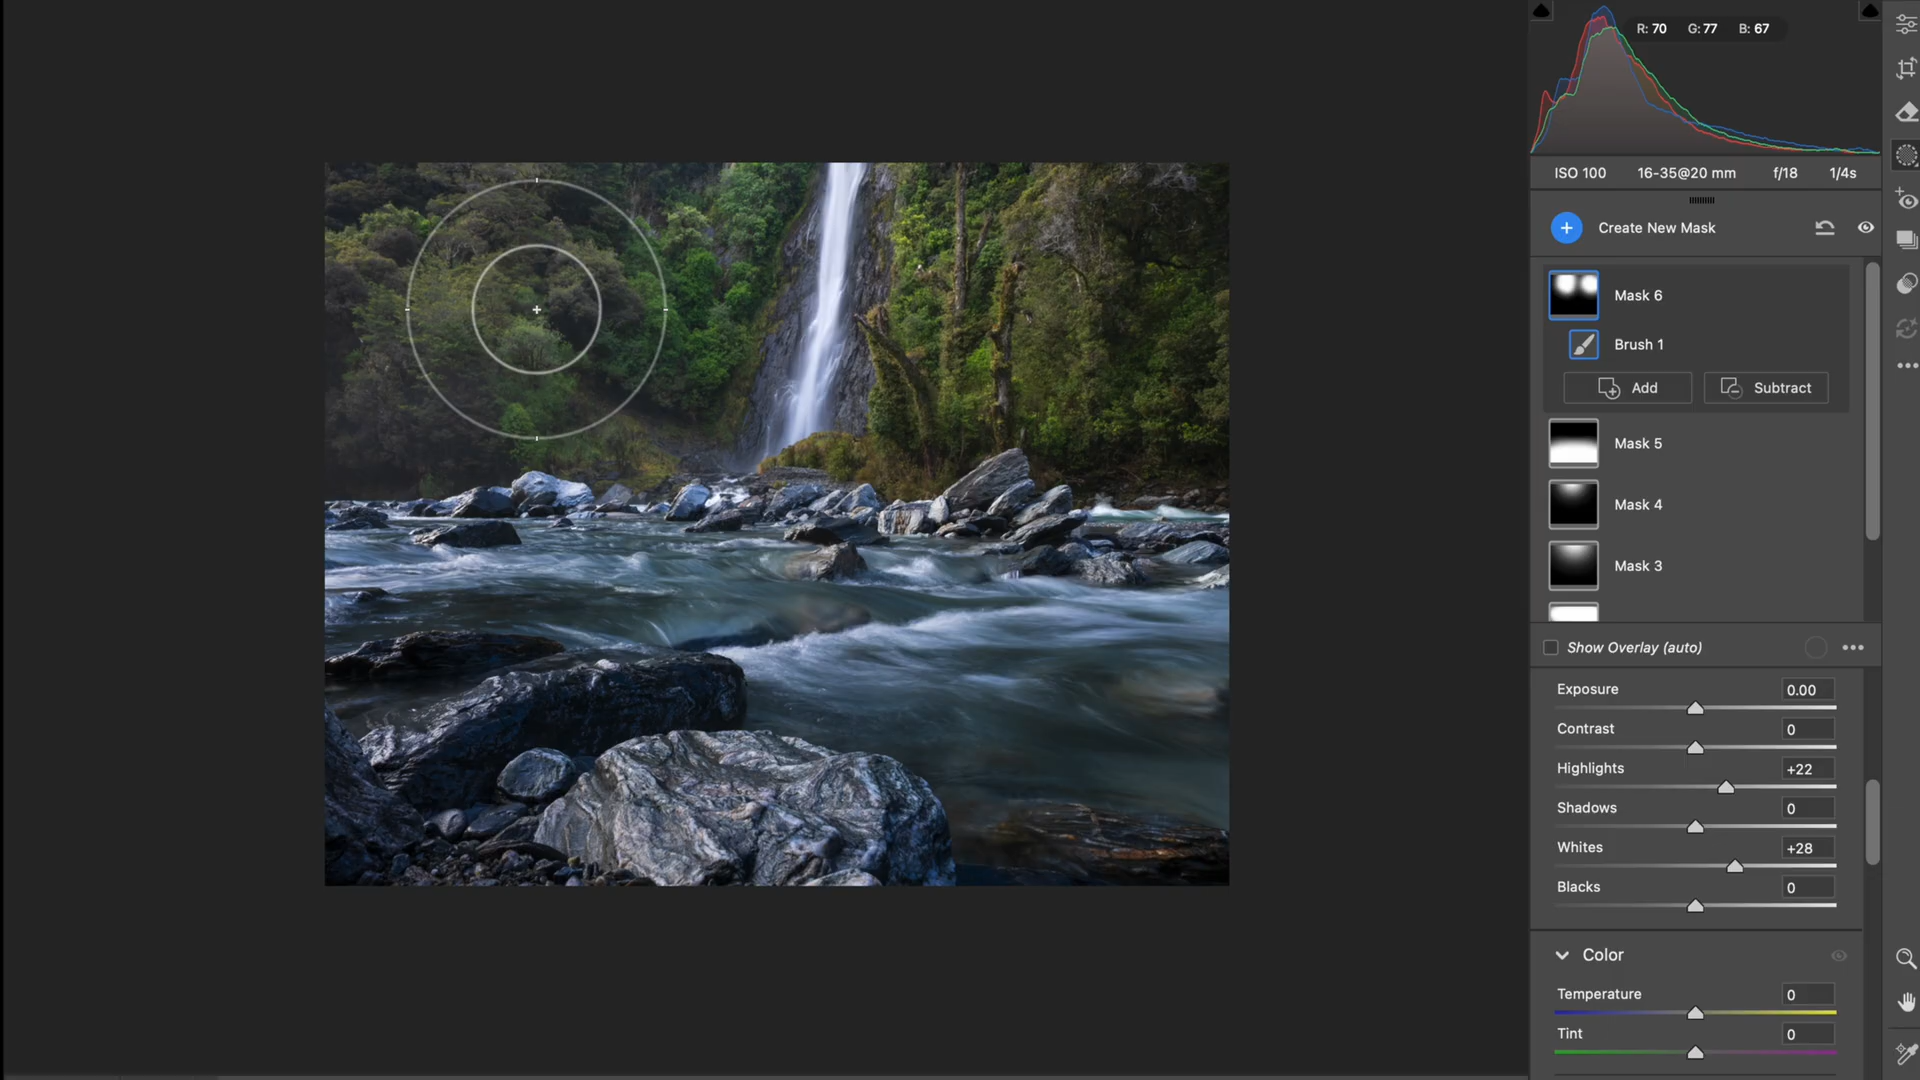 R: 70 G: 77 B: 67
ISO 100 16-35@20 mm f/18 1/4s
Create New Mask
Mask 6
Brush 1
Add Subtract
Mask 5
Mask 4
Mask 3
Show Overlay (auto)
Exposure 0.00
Contrast 0
Highlights +22
Shadows 0
Whites +28
Blacks 0
Color
Temperature 0
Tint 0